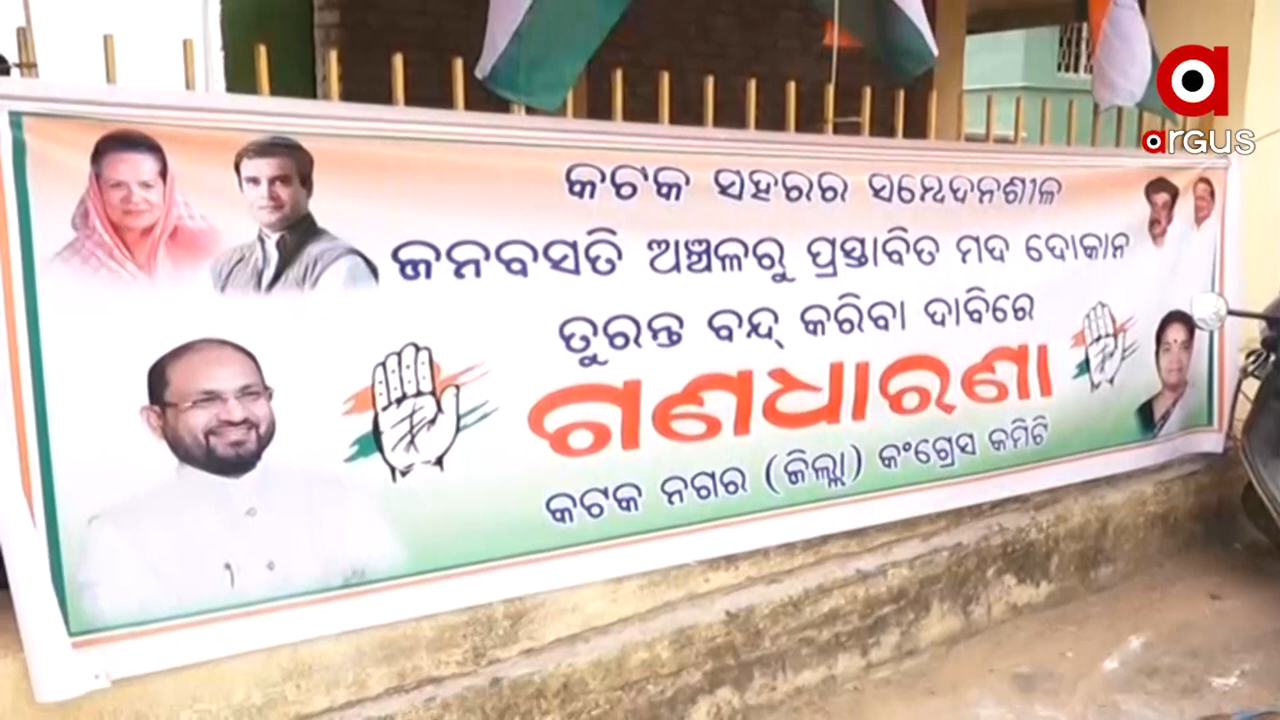 argus
କଟକ ସହରର ସମ୍ବେଦନଶୀଳ
ଜନବସତି ଅଞ୍ଚଳରୁ ପ୍ରସ୍ତାବିତ ମଦ ଦୋକାନ
ତୁରନ୍ତ ବନ୍ଦ୍ କରିବା ଦାବିରେ
ଗଣଧାରଣା
କଟକ ନଗର (ଜିଲ୍ଲା) କଂଗ୍ରେସ କମିଟି